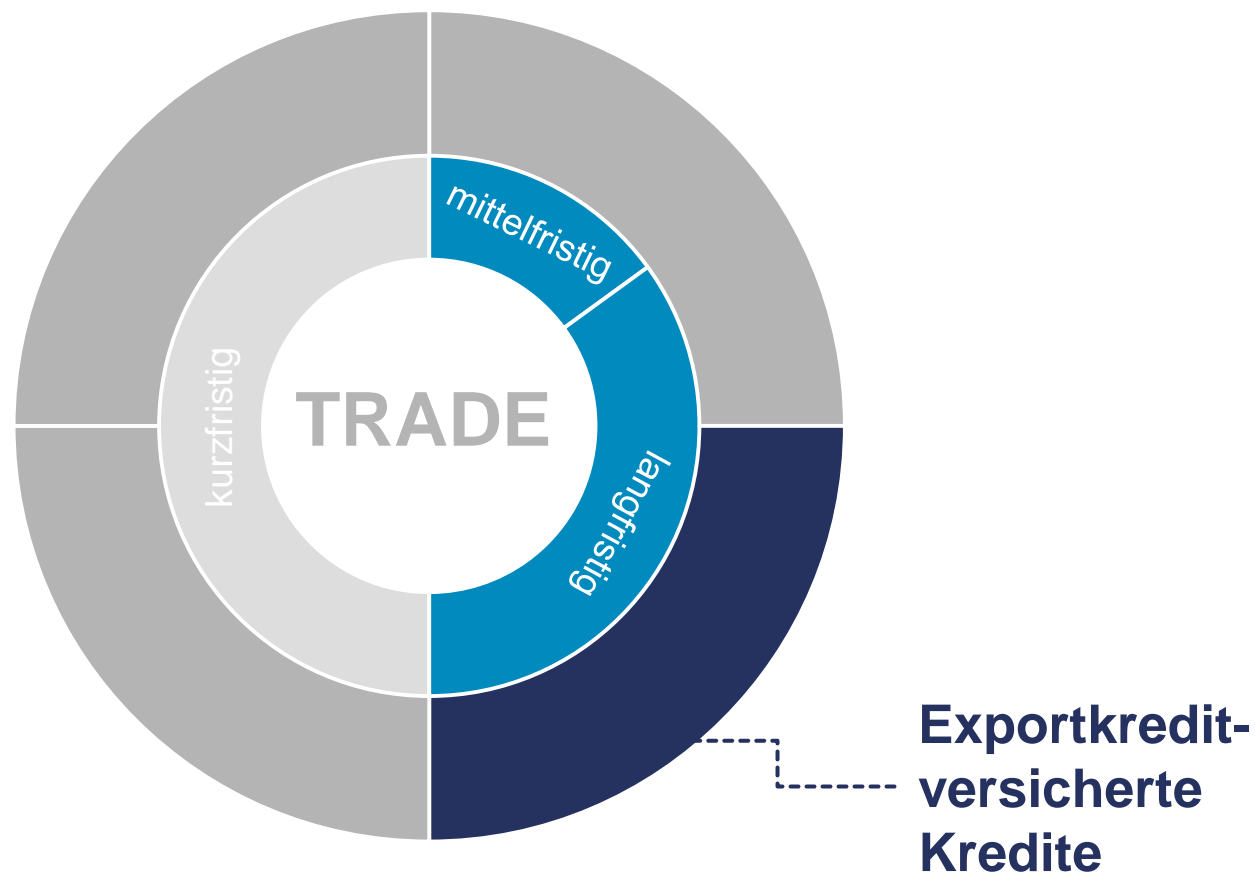 mittelfristig
kurzfristig
TRADE
langfristig
Exportkredit-
versicherte
Kredite